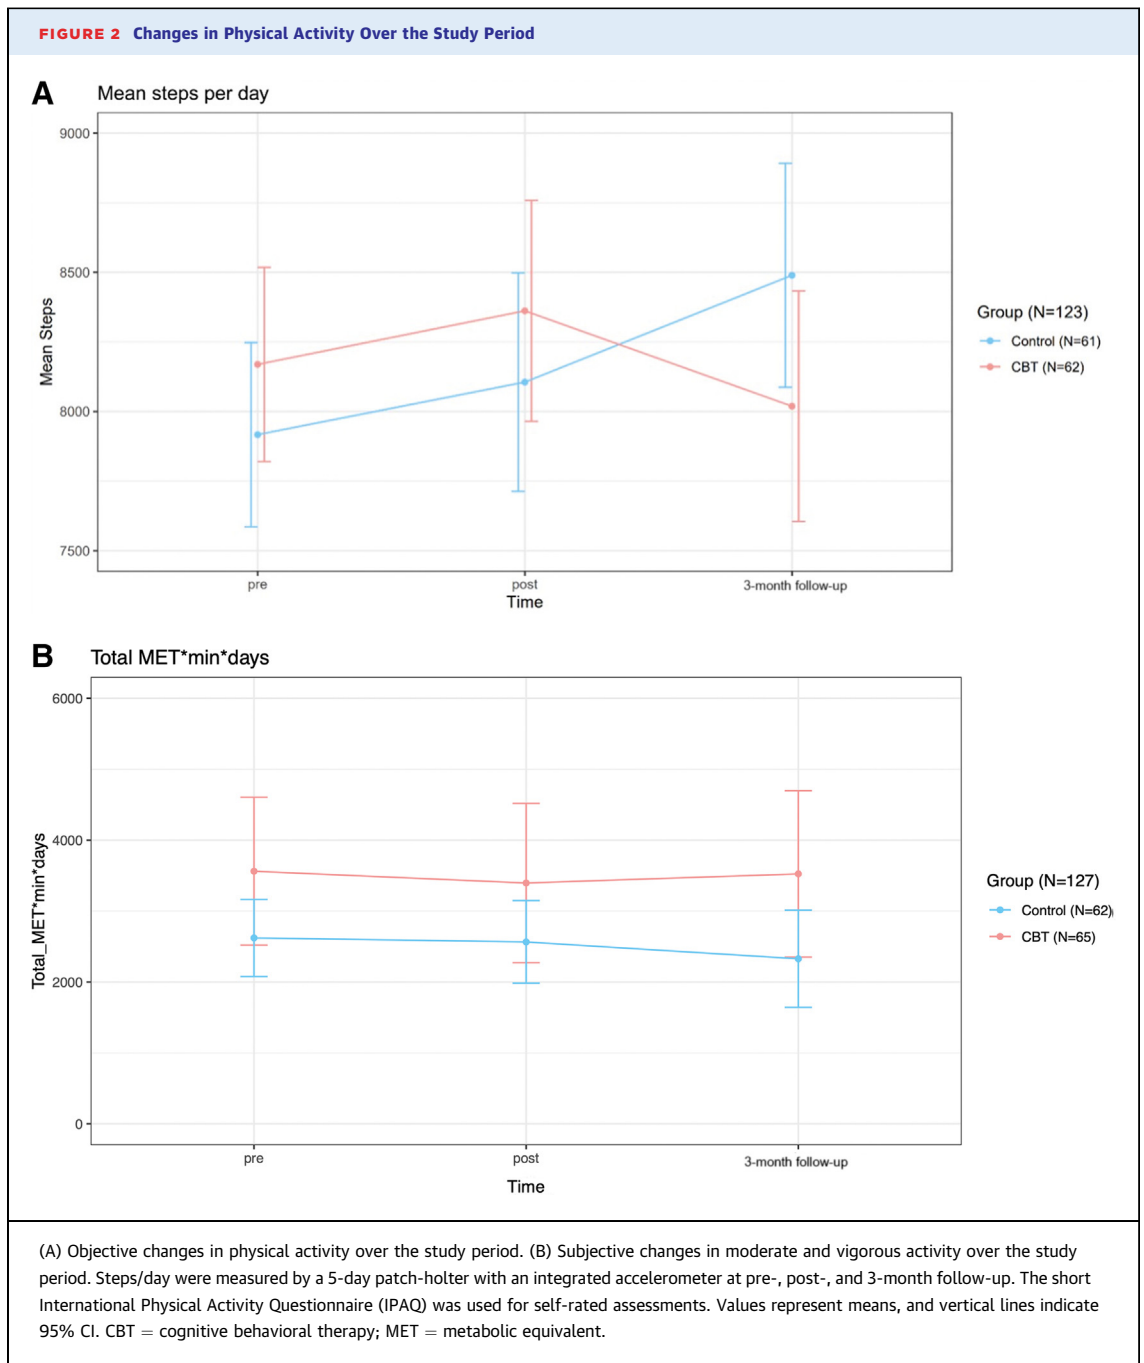 FIGURE 2 Changes in Physical Activity Over the Study Period
A Mean steps per day
9000
8500
8000
7500
Mean Steps
pre post 3-month follow-up
Time
Group (N=123)
Control (N=61)
CBT (N=62)
B Total MET*min*days
6000
4000
2000
0
Total_MET*min*days
pre post 3-month follow-up
Time
Group (N=127)
Control (N=62)
CBT (N=65)
(A) Objective changes in physical activity over the study period. (B) Subjective changes in moderate and vigorous activity over the study
period. Steps/day were measured by a 5-day patch-holter with an integrated accelerometer at pre-, post-, and 3-month follow-up. The short
International Physical Activity Questionnaire (IPAQ) was used for self-rated assessments. Values represent means, and vertical lines indicate
95% CI. CBT = cognitive behavioral therapy; MET = metabolic equivalent.